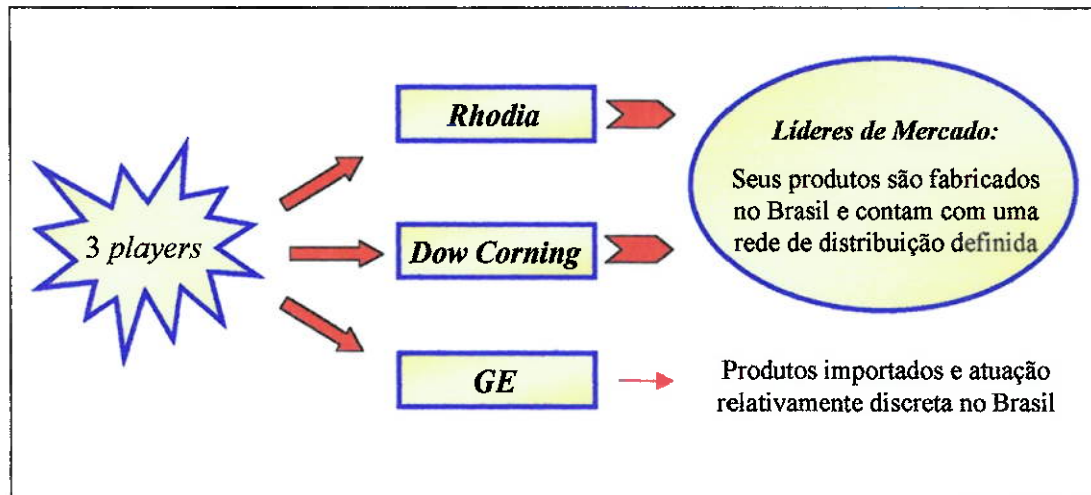 3 players
Rhodia
Dow Corning
GE
Líderes de Mercado:
Seus produtos são fabricados
no Brasil e contam com uma
rede de distribuição definida
Produtos importados e atuação
relativamente discreta no Brasil